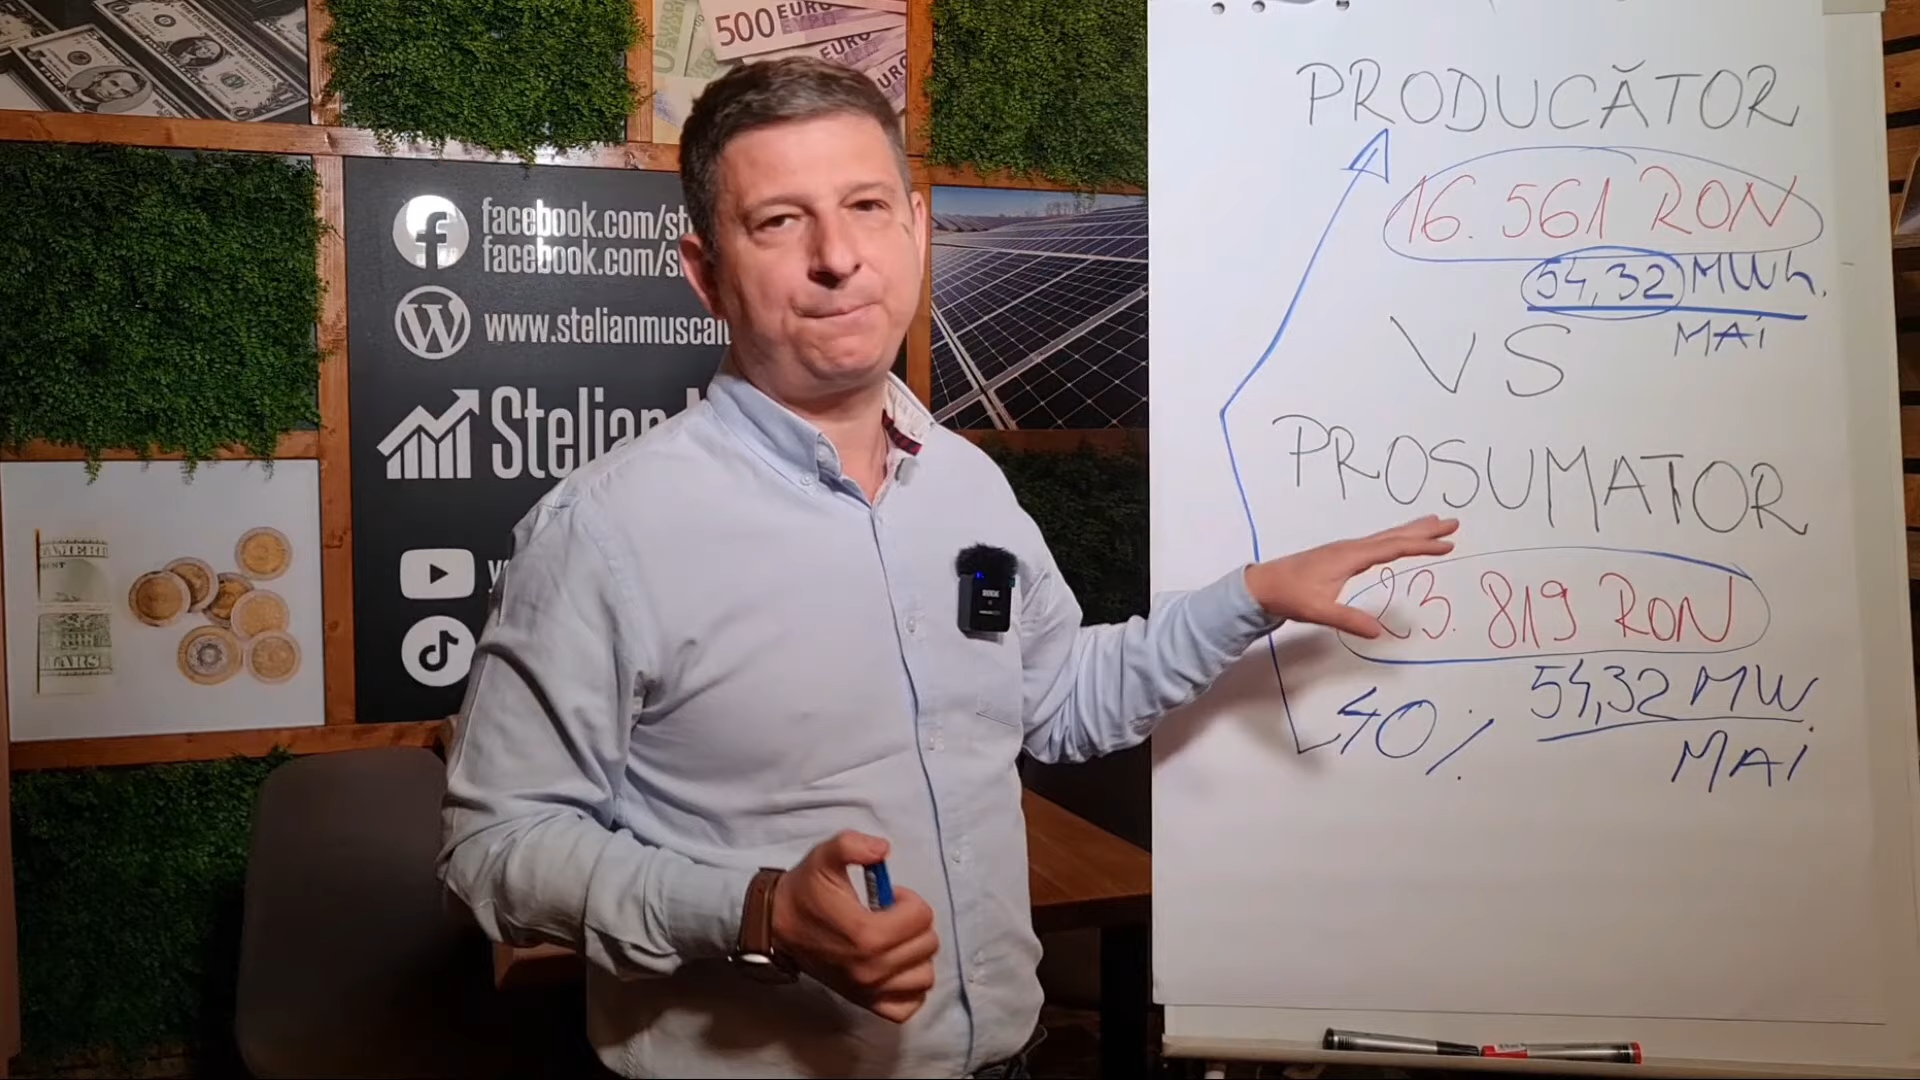 500 EURO
EURO
facebook.com/st
facebook.com/s
www.stelianmuscal
Stelian
PRODUCĂTOR
16.561 RON
54,32 MWh.
MAI
VS
PROSUMATOR
23.819 RON
40% 54,32 MW
MAI